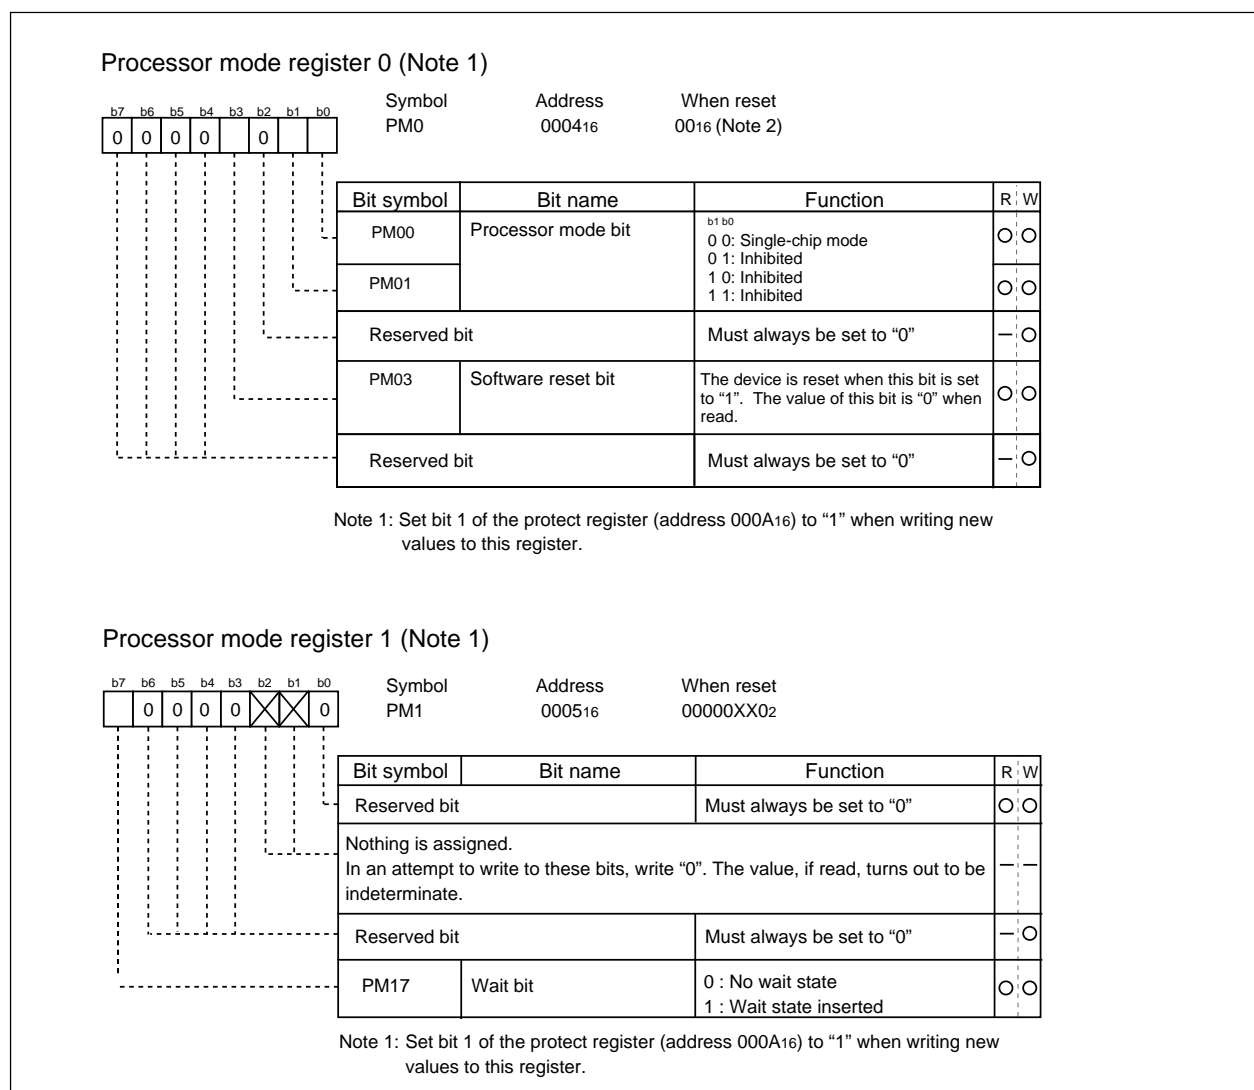 Processor mode register 0 (Note 1)
b7 b6 b5 b4 b3 b2 b1 b0
0 0 0 0 0
Symbol Address When reset
PM0 000416 0016 (Note 2)
Bit symbol Bit name Function R W
PM00 Processor mode bit
b1 b0
0 0: Single-chip mode
0 1: Inhibited
PM01
1 0: Inhibited
1 1: Inhibited
Reserved bit Must always be set to “0”
PM03 Software reset bit
The device is reset when this bit is set
to “1”. The value of this bit is “0” when
read.
Reserved bit Must always be set to “0”
Note 1: Set bit 1 of the protect register (address 000A16) to “1” when writing new
values to this register.
Processor mode register 1 (Note 1)
b7 b6 b5 b4 b3 b2 b1 b0
0 0 0 0 0
Symbol Address When reset
PM1 000516 00000XX02
Bit symbol Bit name Function R W
Reserved bit Must always be set to “0”
Nothing is assigned.
In an attempt to write to these bits, write “0”. The value, if read, turns out to be
indeterminate.
Reserved bit Must always be set to “0”
PM17 Wait bit
0 : No wait state
1 : Wait state inserted
Note 1: Set bit 1 of the protect register (address 000A16) to “1” when writing new
values to this register.